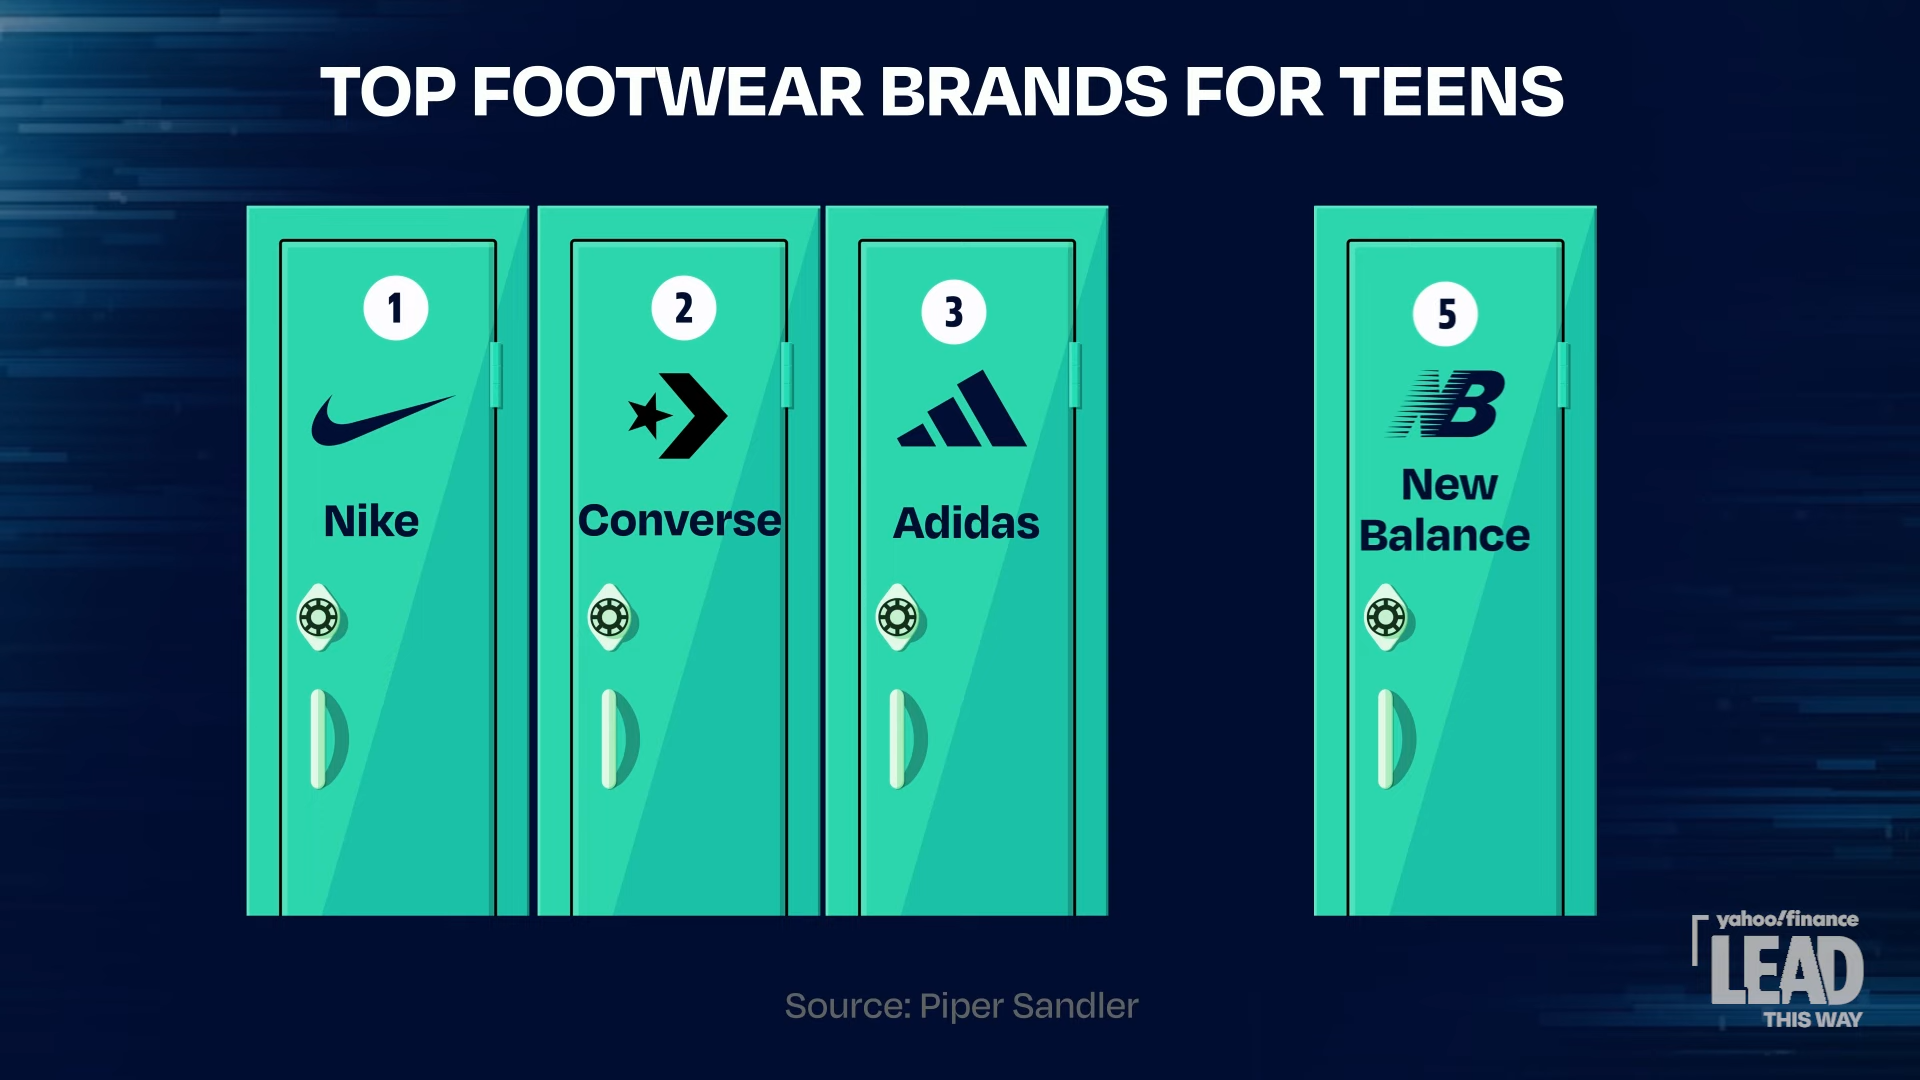 TOP FOOTWEAR BRANDS FOR TEENS
1
Nike
2
Converse
3
Adidas
5
NB
New
Balance
Source: Piper Sandler
yahoo!finance
LEAD
THIS WAY